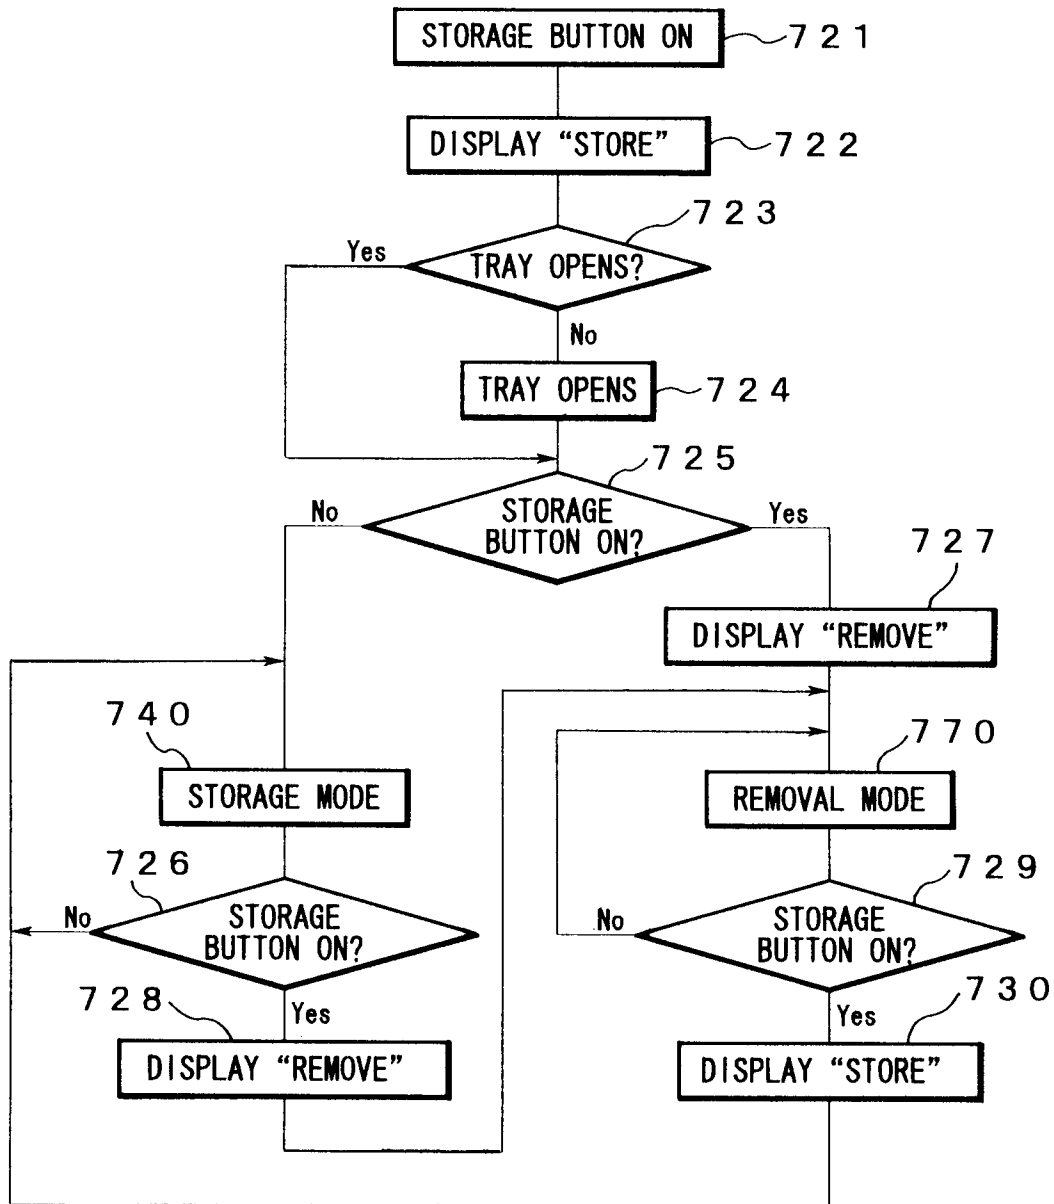 STORAGE BUTTON ON
721
DISPLAY “STORE”
722
723
Yes
TRAY OPENS?
No
TRAY OPENS
724
725
No
STORAGE
BUTTON ON?
Yes
727
DISPLAY “REMOVE”
740
770
STORAGE MODE
REMOVAL MODE
726
729
No
STORAGE
BUTTON ON?
No
STORAGE
BUTTON ON?
728
Yes
730
Yes
DISPLAY “REMOVE”
DISPLAY “STORE”